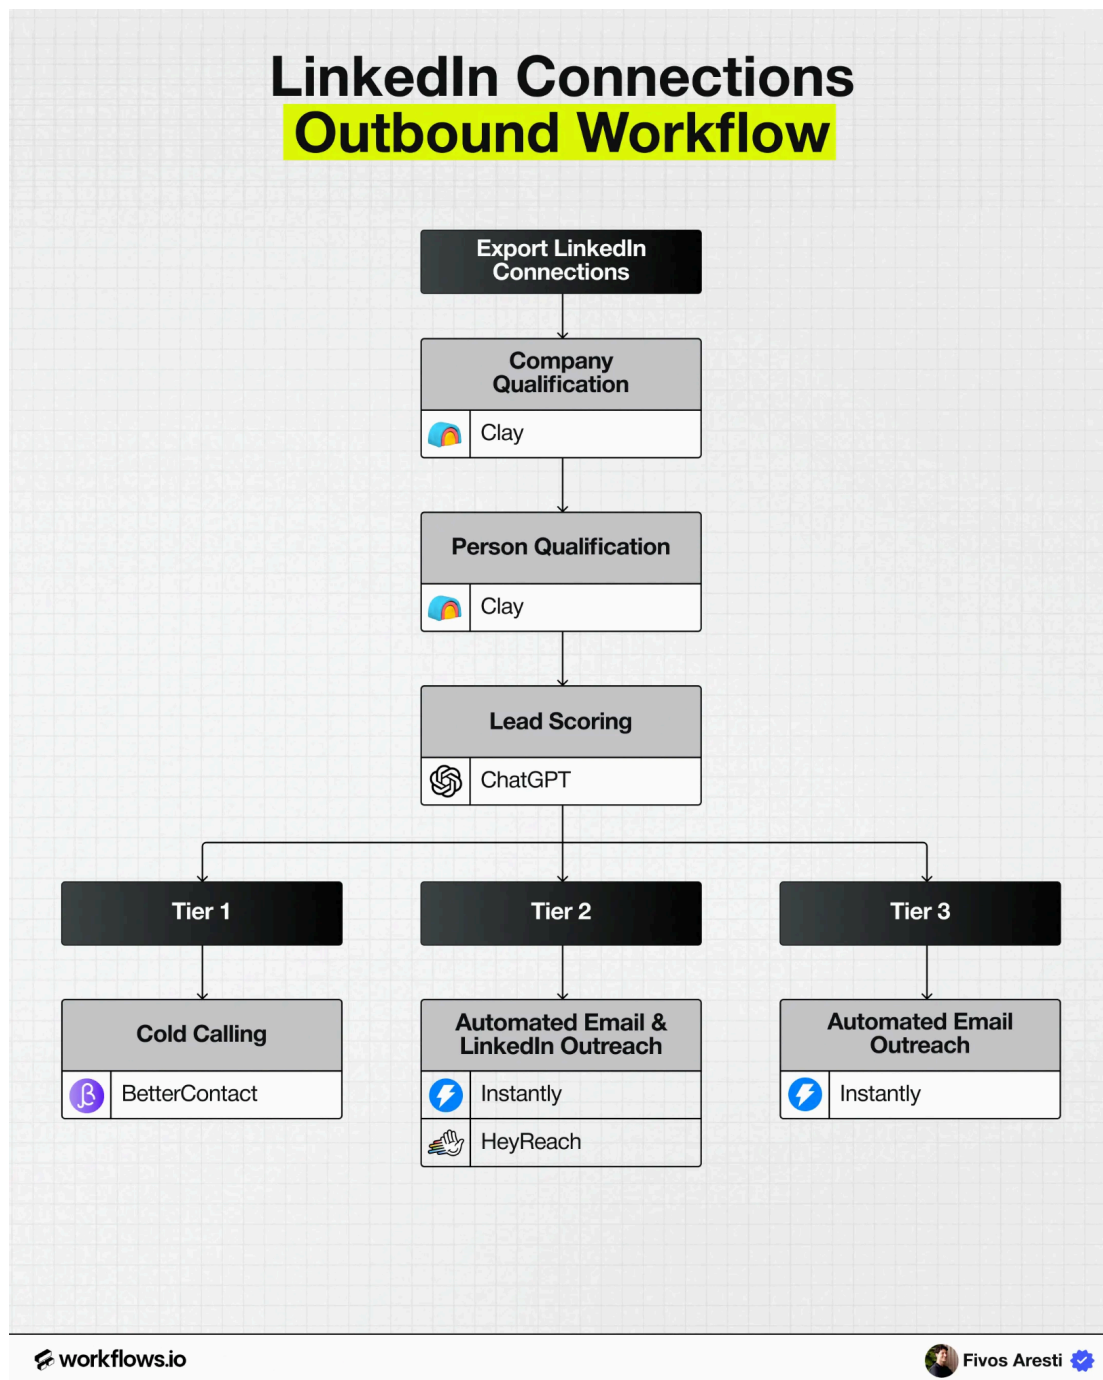 LinkedIn Connections
Outbound Workflow
Export LinkedIn
Connections
Company
Qualification
Clay
Person Qualification
Clay
Lead Scoring
ChatGPT
Tier 1
Tier 2
Tier 3
Cold Calling
BetterContact
Automated Email &
LinkedIn Outreach
Instantly
HeyReach
Automated Email
Outreach
Instantly
workflows.io
Fivos Aresti